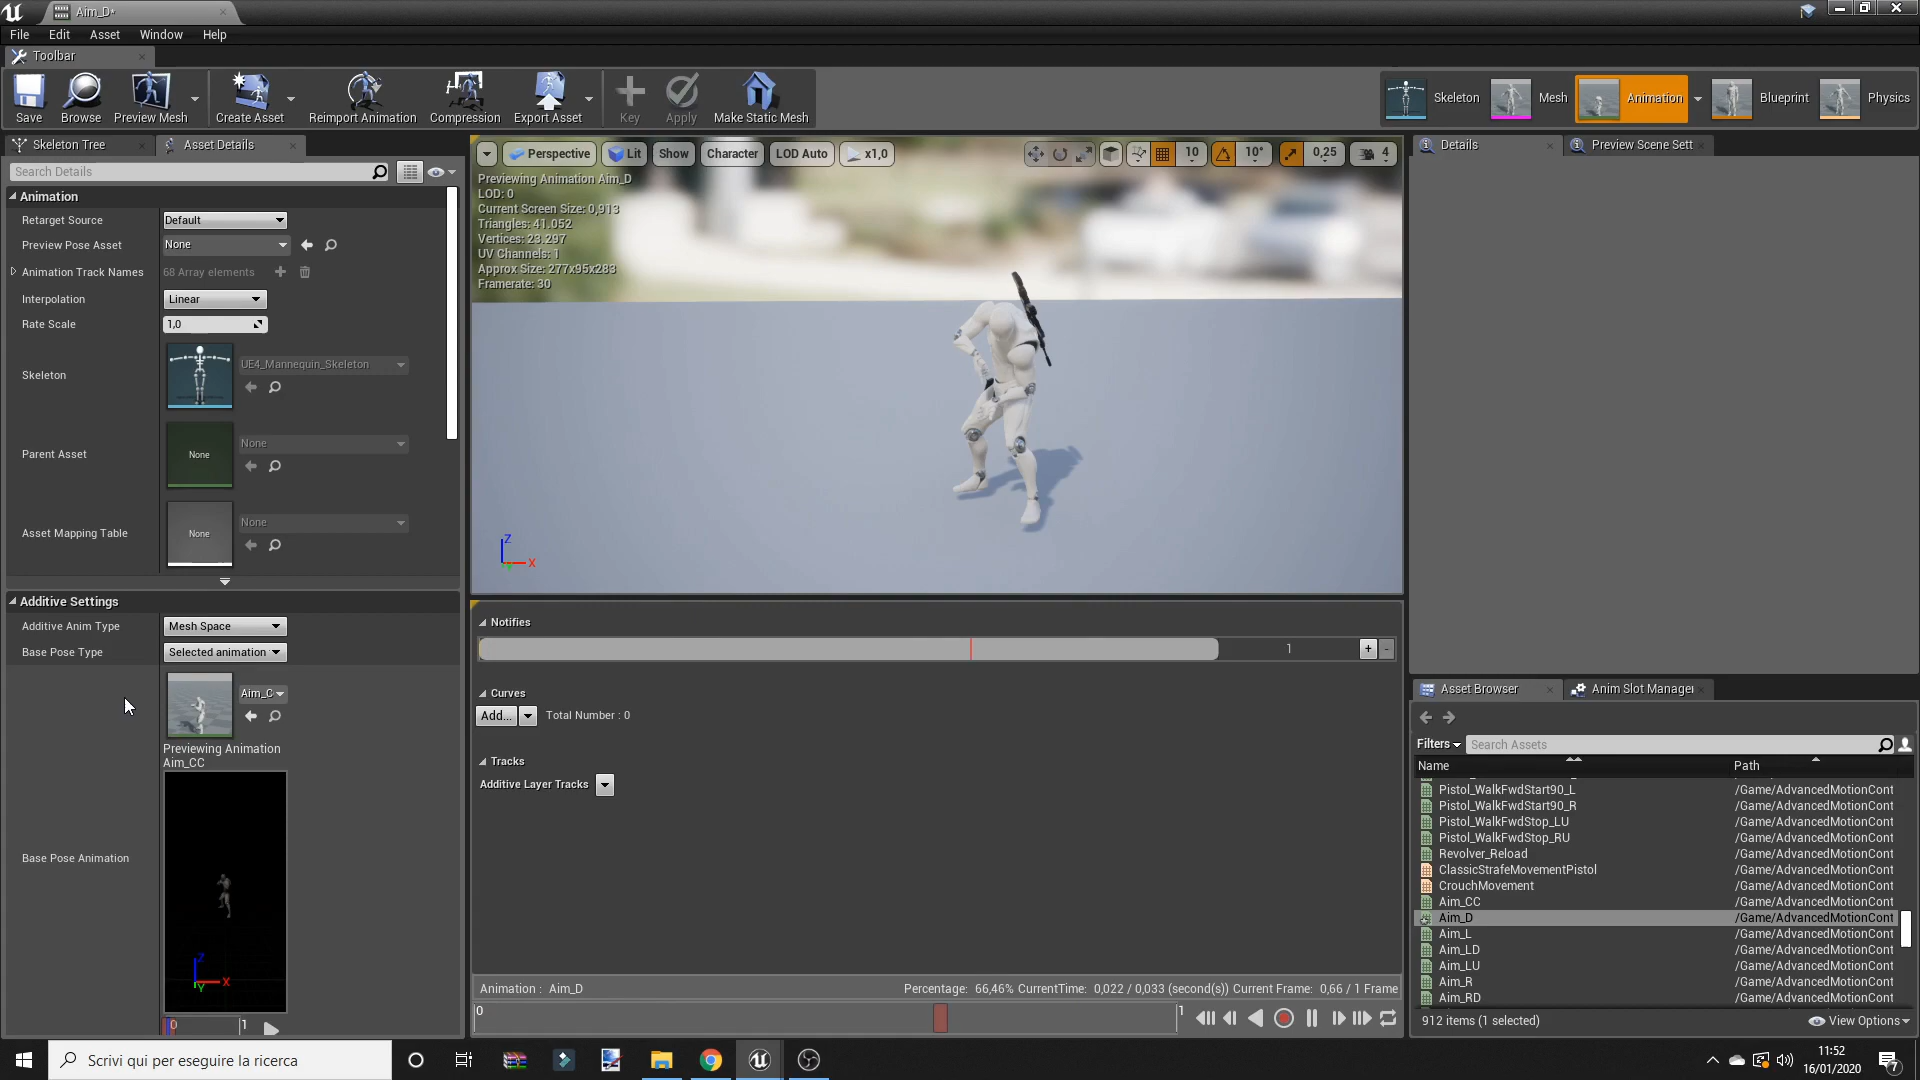 Aim_D*
File Edit Asset Window Help
Toolbar
Save Browse Preview Mesh Create Asset Reimport Animation Compression Export Asset Key Apply Make Static Mesh
Skeleton Mesh Animation Blueprint Physics
Skeleton Tree Asset Details
Search Details
Animation
Retarget Source Default
Preview Pose Asset None
Animation Track Names 68 Array elements
Interpolation Linear
Rate Scale 1,0
Skeleton UE4_Mannequin_Skeleton
Parent Asset None None
Asset Mapping Table None None
Additive Settings
Additive Anim Type Mesh Space
Base Pose Type Selected animation
Aim_C
Previewing Animation
Aim_CC
Base Pose Animation
Z
X
Y
0 1
Perspective Lit Show Character LOD Auto x1,0 10 10° 0,25 4
Previewing Animation Aim_D
LOD: 0
Current Screen Size: 0,913
Triangles: 41.052
Vertices: 23.297
UV Channels: 1
Approx Size: 277x95x283
Framerate: 30
Z
X
Notifies
1 + -
Curves
Add... Total Number : 0
Tracks
Additive Layer Tracks
Animation : Aim_D Percentage: 66,46% CurrentTime: 0,022 / 0,033 (second(s)) Current Frame: 0,66 / 1 Frame
0 1
Details Preview Scene Sett
Asset Browser Anim Slot Manager
Filters Search Assets
Name Path
Pistol_WalkFwdStart90_L /Game/AdvancedMotionCont
Pistol_WalkFwdStart90_R /Game/AdvancedMotionCont
Pistol_WalkFwdStop_LU /Game/AdvancedMotionCont
Pistol_WalkFwdStop_RU /Game/AdvancedMotionCont
Revolver_Reload /Game/AdvancedMotionCont
ClassicStrafeMovementPistol /Game/AdvancedMotionCont
CrouchMovement /Game/AdvancedMotionCont
Aim_CC /Game/AdvancedMotionCont
Aim_D /Game/AdvancedMotionCont
Aim_L /Game/AdvancedMotionCont
Aim_LD /Game/AdvancedMotionCont
Aim_LU /Game/AdvancedMotionCont
Aim_R /Game/AdvancedMotionCont
Aim_RD /Game/AdvancedMotionCont
912 items (1 selected) View Options
Scrivi qui per eseguire la ricerca
11:52
16/01/2020
7